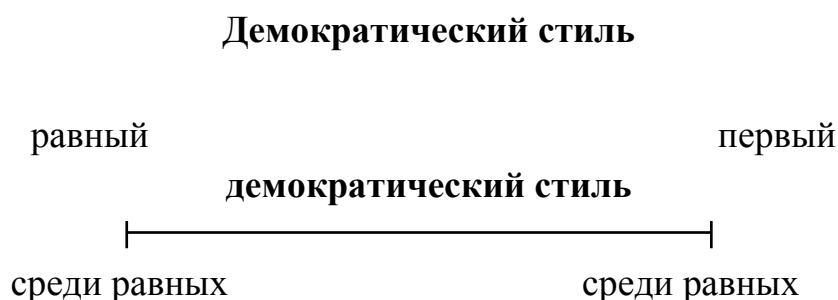 Демократический стиль
равный первый
демократический стиль
среди равных среди равных